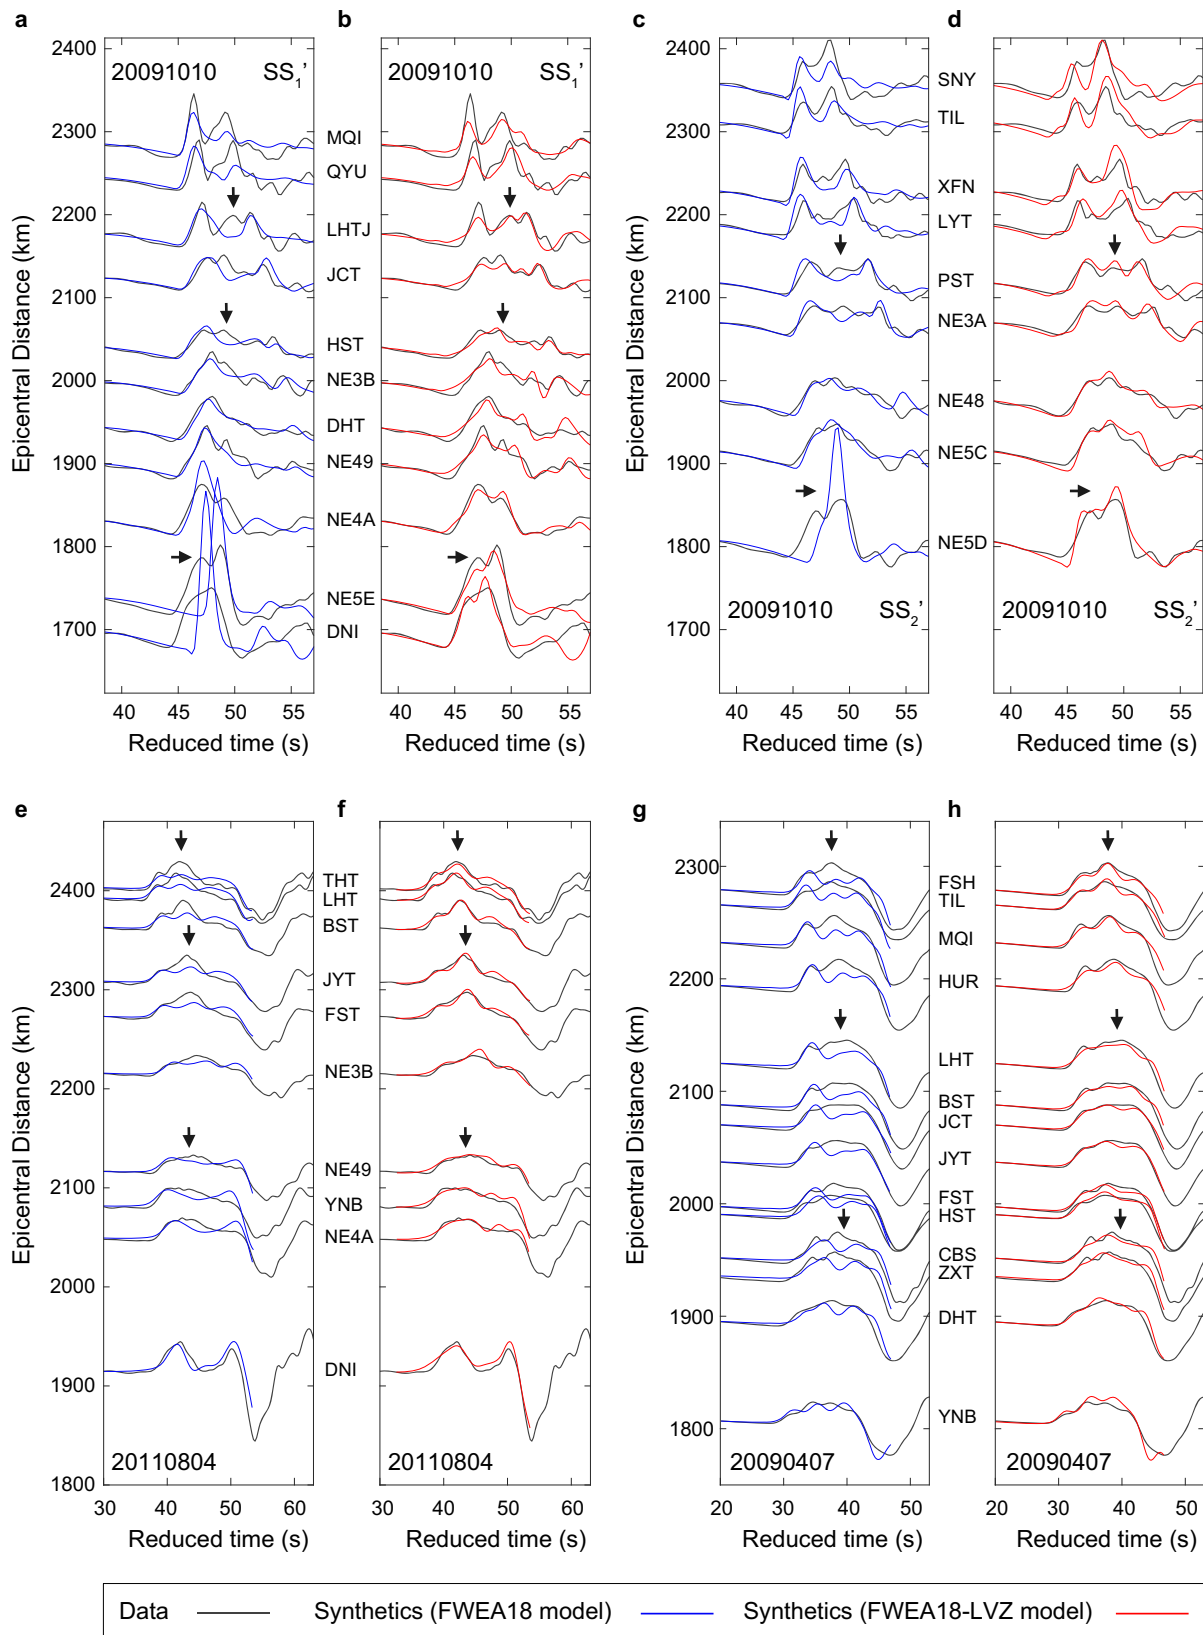 a
b
c
d
20091010 SS1'
20091010 SS1'
2400
2300
2200
2100
2000
1900
1800
1700
Epicentral Distance (km)
MQI
QYU
LHTJ
JCT
HST
NE3B
DHT
NE49
NE4A
NE5E
DNI
40 45 50 55
Reduced time (s)
40 45 50 55
Reduced time (s)
2400
2300
2200
2100
2000
1900
1800
1700
Epicentral Distance (km)
SNY
TIL
XFN
LYT
PST
NE3A
NE48
NE5C
NE5D
20091010 SS2'
20091010 SS2'
40 45 50 55
Reduced time (s)
40 45 50 55
Reduced time (s)
e
f
g
h
2400
2300
2200
2100
2000
1900
1800
Epicentral Distance (km)
THT
LHT
BST
JYT
FST
NE3B
NE49
YNB
NE4A
DNI
20110804
20110804
30 40 50 60
Reduced time (s)
30 40 50 60
Reduced time (s)
2300
2200
2100
2000
1900
1800
Epicentral Distance (km)
FSH
TIL
MQI
HUR
LHT
BST
JCT
JYT
FST
HST
CBS
ZXT
DHT
YNB
20090407
20090407
20 30 40 50
Reduced time (s)
20 30 40 50
Reduced time (s)
Data Synthetics (FWEA18 model) Synthetics (FWEA18-LVZ model)